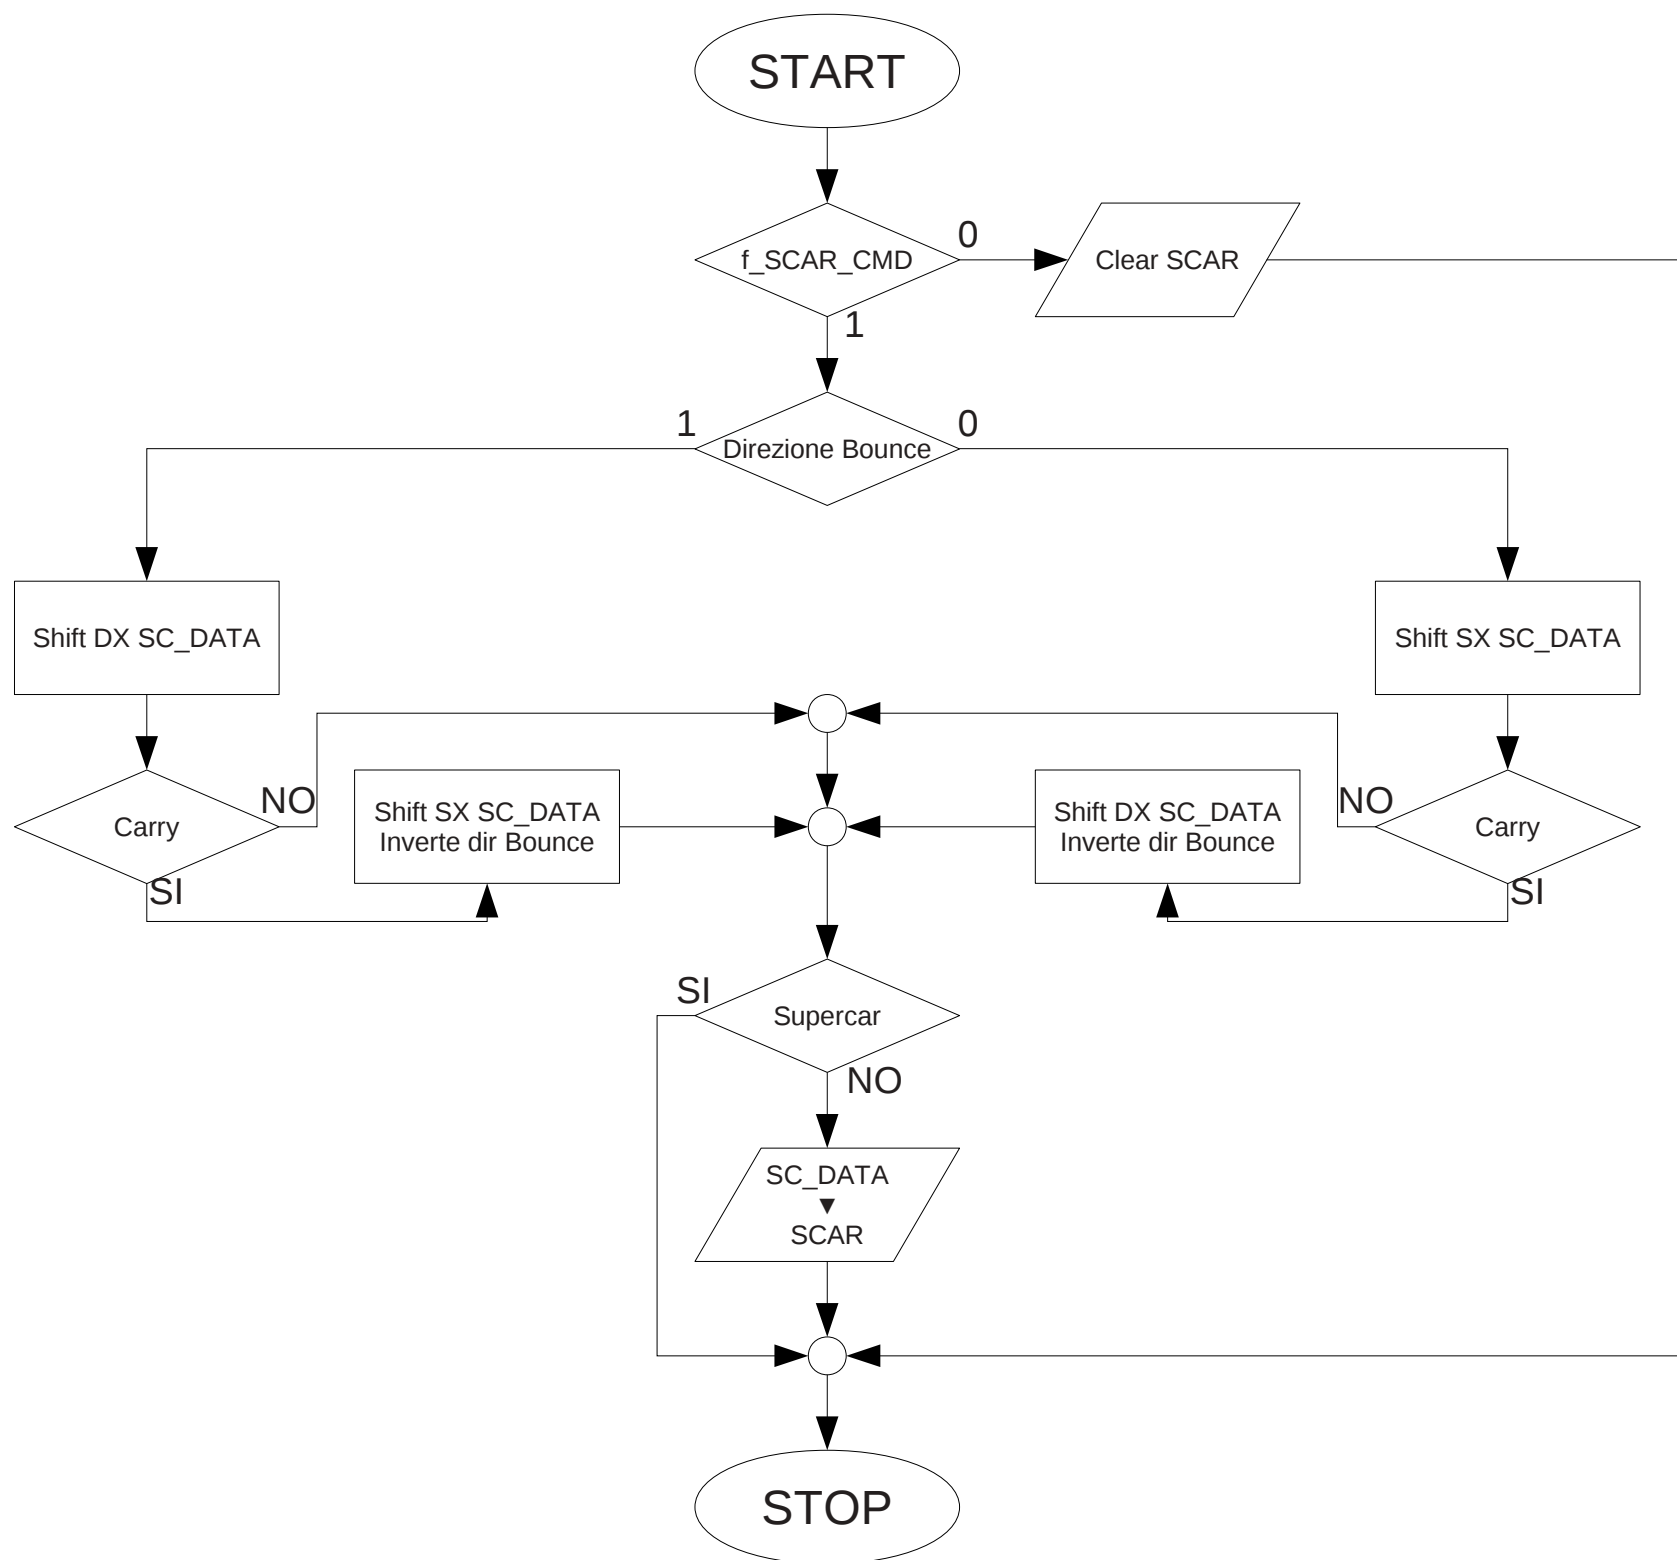 START
f_SCAR_CMD
0
Clear SCAR
1
1
Direzione Bounce
0
Shift DX SC_DATA
Shift SX SC_DATA
Carry
NO
Shift SX SC_DATA
Inverte dir Bounce
Shift DX SC_DATA
Inverte dir Bounce
NO
Carry
SI
SI
SI
Supercar
NO
SC_DATA
▼
SCAR
STOP